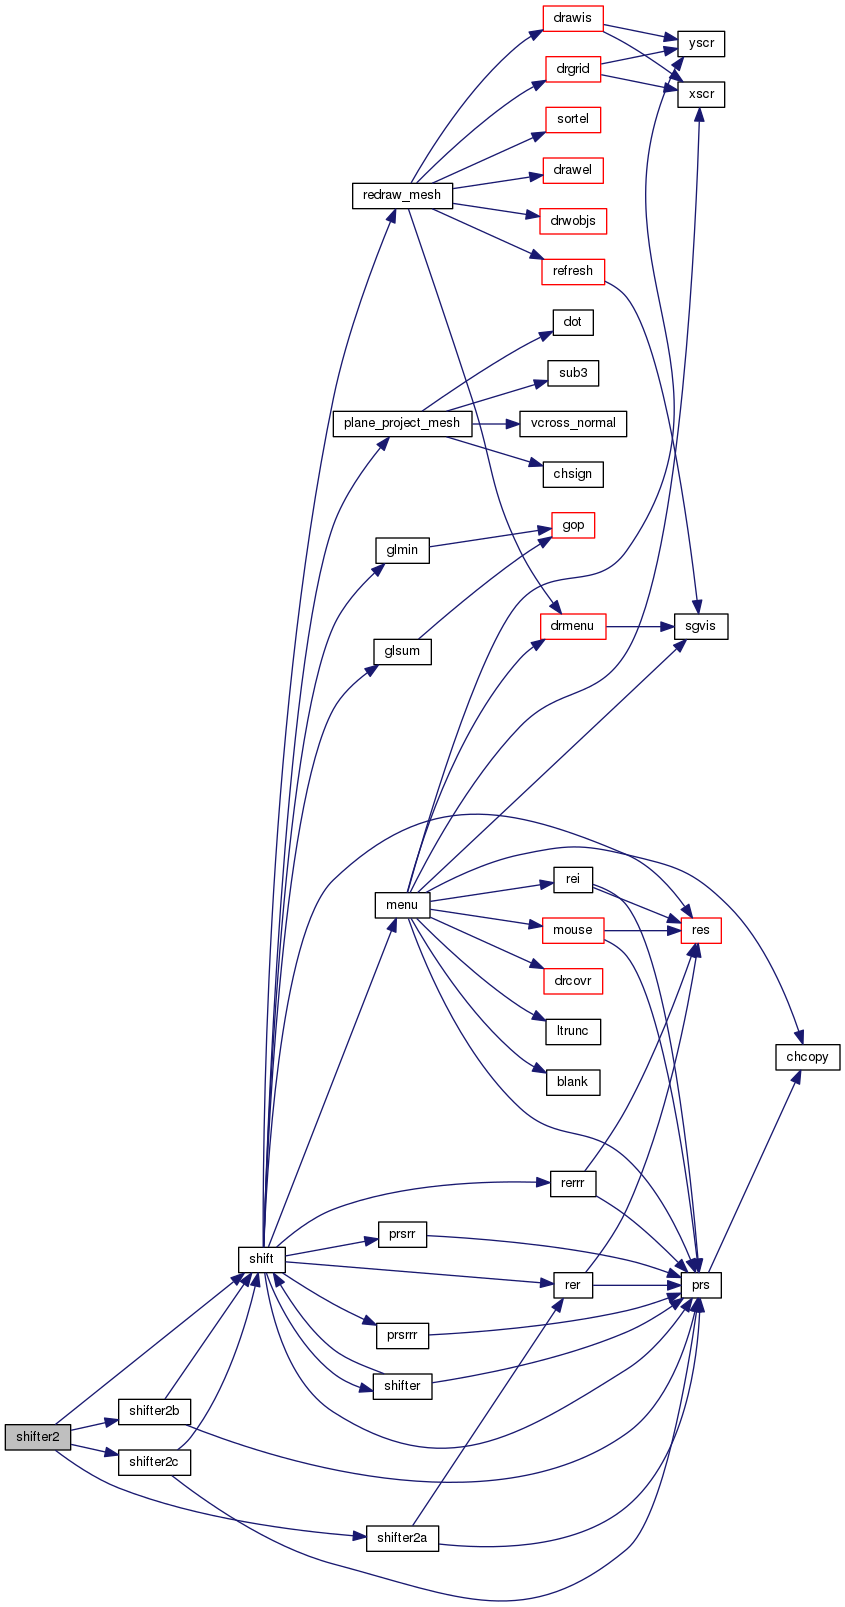 drawis
yscr
drgrid
xscr
sortel
drawel
redraw_mesh
drwobjs
refresh
dot
sub3
plane_project_mesh
vcross_normal
chsign
gop
glmin
drmenu
sgvis
glsum
rei
menu
mouse
res
drcovr
ltrunc
chcopy
blank
rerrr
prsrr
shift
rer
prs
prsrrr
shifter
shifter2b
shifter2
shifter2c
shifter2a